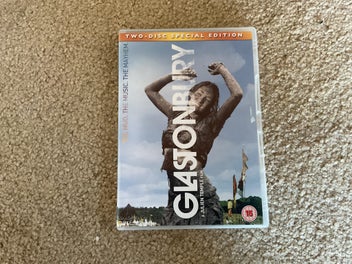 TWO-DISC SPECIAL EDITION
THE MUD. THE MUSIC. THE MAYHEM.
GLASTONBURY
A JULIEN TEMPLE FILM
15